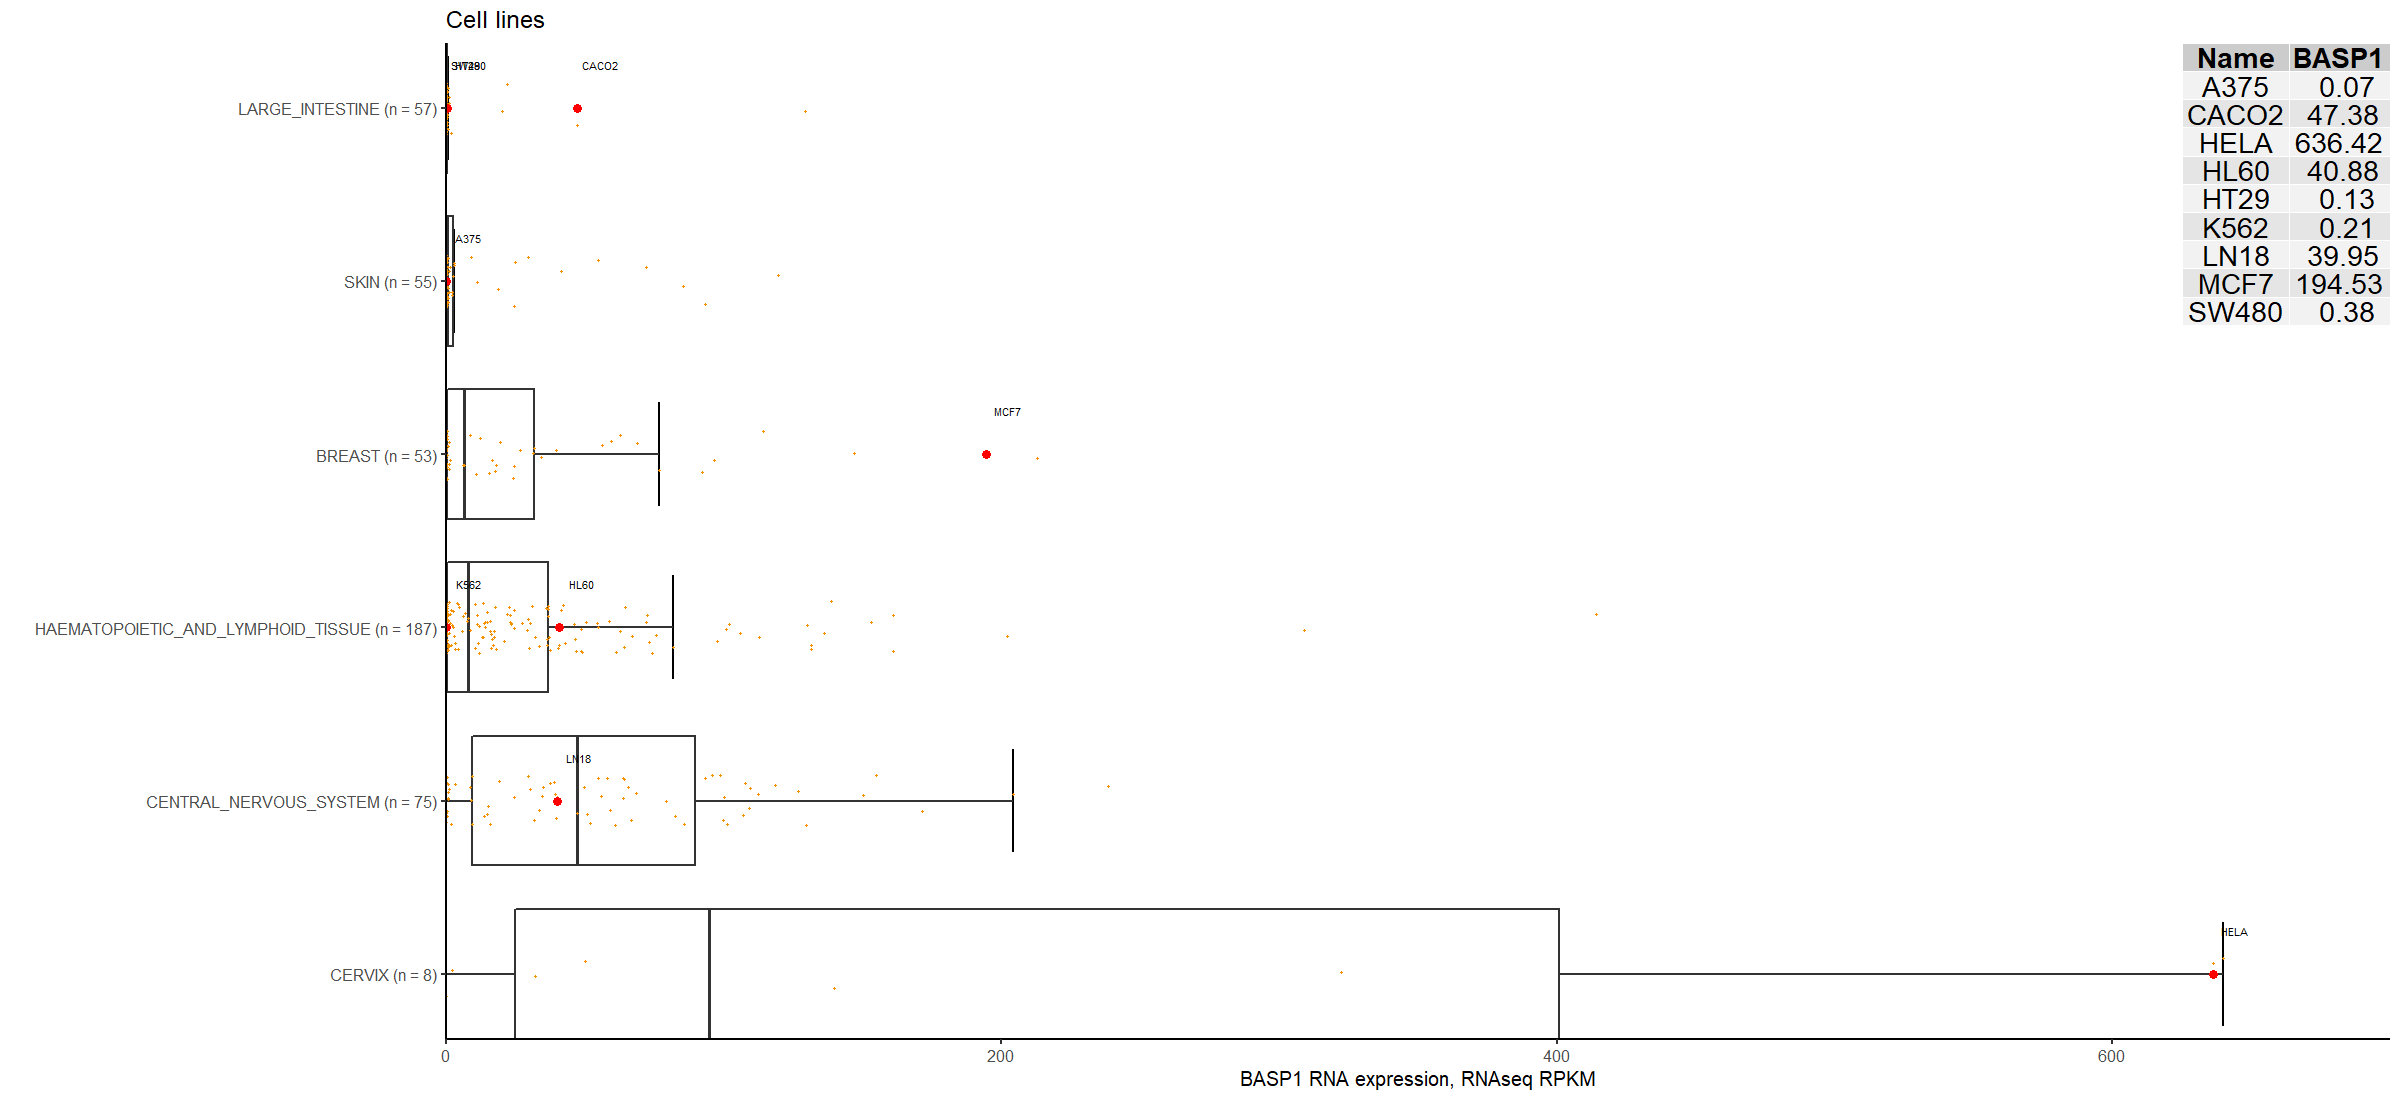 Cell lines
Name BASP1
A375 0.07
CACO2 47.38
HELA 636.42
HL60 40.88
HT29 0.13
K562 0.21
LN18 39.95
MCF7 194.53
SW480 0.38
CACO2
LARGE_INTESTINE (n = 57)
A375
SKIN (n = 55)
MCF7
BREAST (n = 53)
K562 HL60
HAEMATOPOIETIC_AND_LYMPHOID_TISSUE (n = 187)
LN18
CENTRAL_NERVOUS_SYSTEM (n = 75)
HELA
CERVIX (n = 8)
0 200 400 600
BASP1 RNA expression, RNAseq RPKM